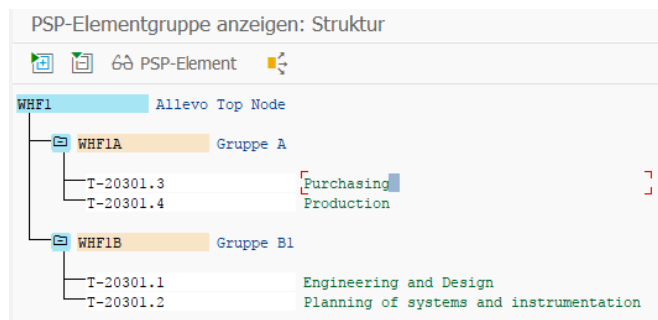 PSP-Elementgruppe anzeigen: Struktur
PSP-Element
WHF1 Allevo Top Node
WHF1A Gruppe A
T-20301.3 Purchasing
T-20301.4 Production
WHF1B Gruppe B1
T-20301.1 Engineering and Design
T-20301.2 Planning of systems and instrumentation